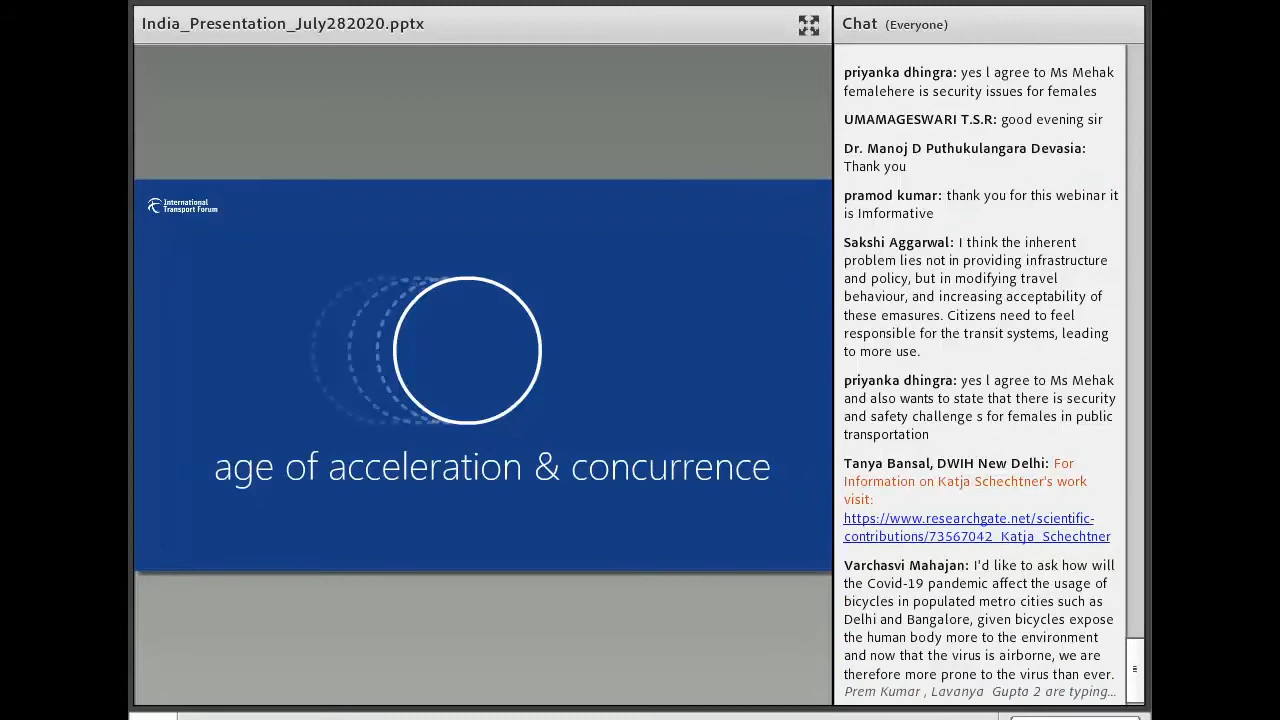 India_Presentation_July282020.pptx
International
Transport Forum
age of acceleration & concurrence
Chat (Everyone)
priyanka dhingra: yes l agree to Ms Mehak
femalehere is security issues for females
UMAMAGESWARI T.S.R: good evening sir
Dr. Manoj D Puthukulangara Devasia:
Thank you
pramod kumar: thank you for this webinar it
is Imformative
Sakshi Aggarwal: I think the inherent
problem lies not in providing infrastructure
and policy, but in modifying travel
behaviour, and increasing acceptability of
these emasures. Citizens need to feel
responsible for the transit systems, leading
to more use.
priyanka dhingra: yes l agree to Ms Mehak
and also wants to state that there is security
and safety challenge s for females in public
transportation
Tanya Bansal, DWIH New Delhi: For
Information on Katja Schechtner's work
visit:
https://www.researchgate.net/scientific-
contributions/73567042_Katja_Schechtner
Varchasvi Mahajan: I'd like to ask how will
the Covid-19 pandemic affect the usage of
bicycles in populated metro cities such as
Delhi and Bangalore, given bicycles expose
the human body more to the environment
and now that the virus is airborne, we are
therefore more prone to the virus than ever.
Prem Kumar , Lavanya Gupta 2 are typing...